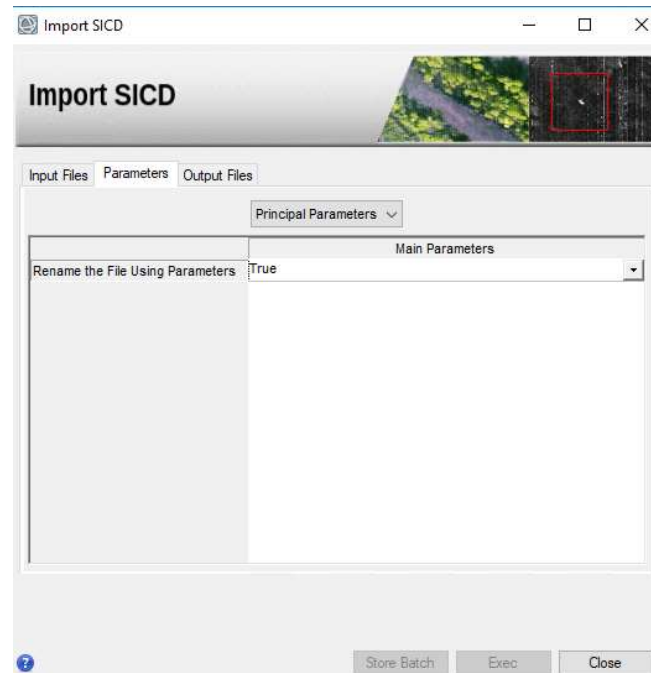 Import SICD
Import SICD
Input Files Parameters Output Files
Principal Parameters
Main Parameters
Rename the File Using Parameters True
Store Batch Exec Close